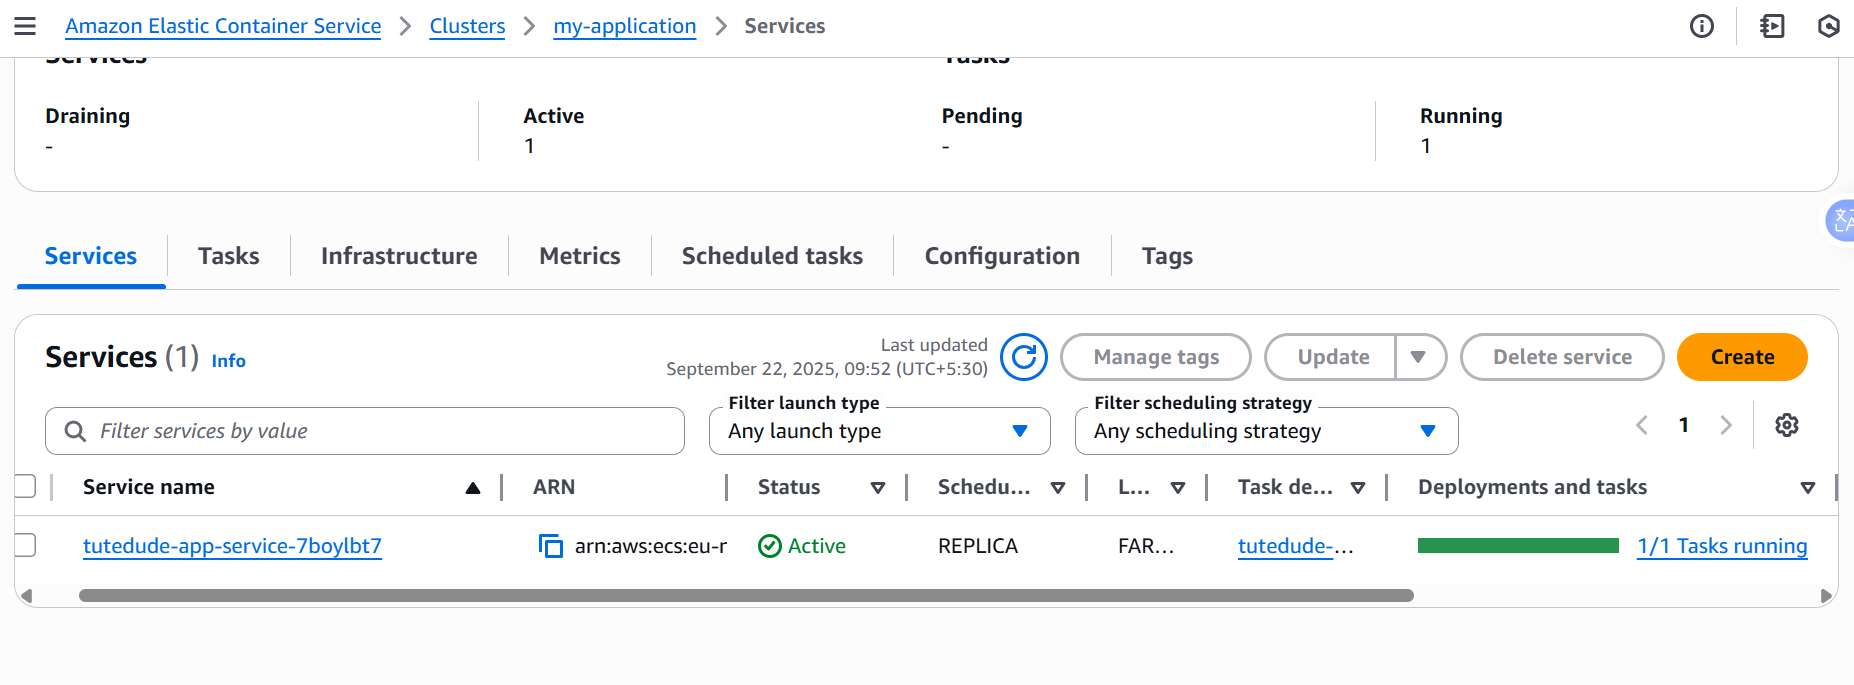 Amazon Elastic Container Service > Clusters > my-application > Services
Services Tasks
Draining Active Pending Running
- 1 - 1
Services Tasks Infrastructure Metrics Scheduled tasks Configuration Tags
Services (1) Info
Last updated
September 22, 2025, 09:52 (UTC+5:30)
Manage tags Update Delete service Create
Filter services by value
Filter launch type
Any launch type
Filter scheduling strategy
Any scheduling strategy
1
Service name ARN Status Schedu... L... Task de... Deployments and tasks
tutedude-app-service-7boylbt7 arn:aws:ecs:eu-r Active REPLICA FAR... tutedude-... 1/1 Tasks running